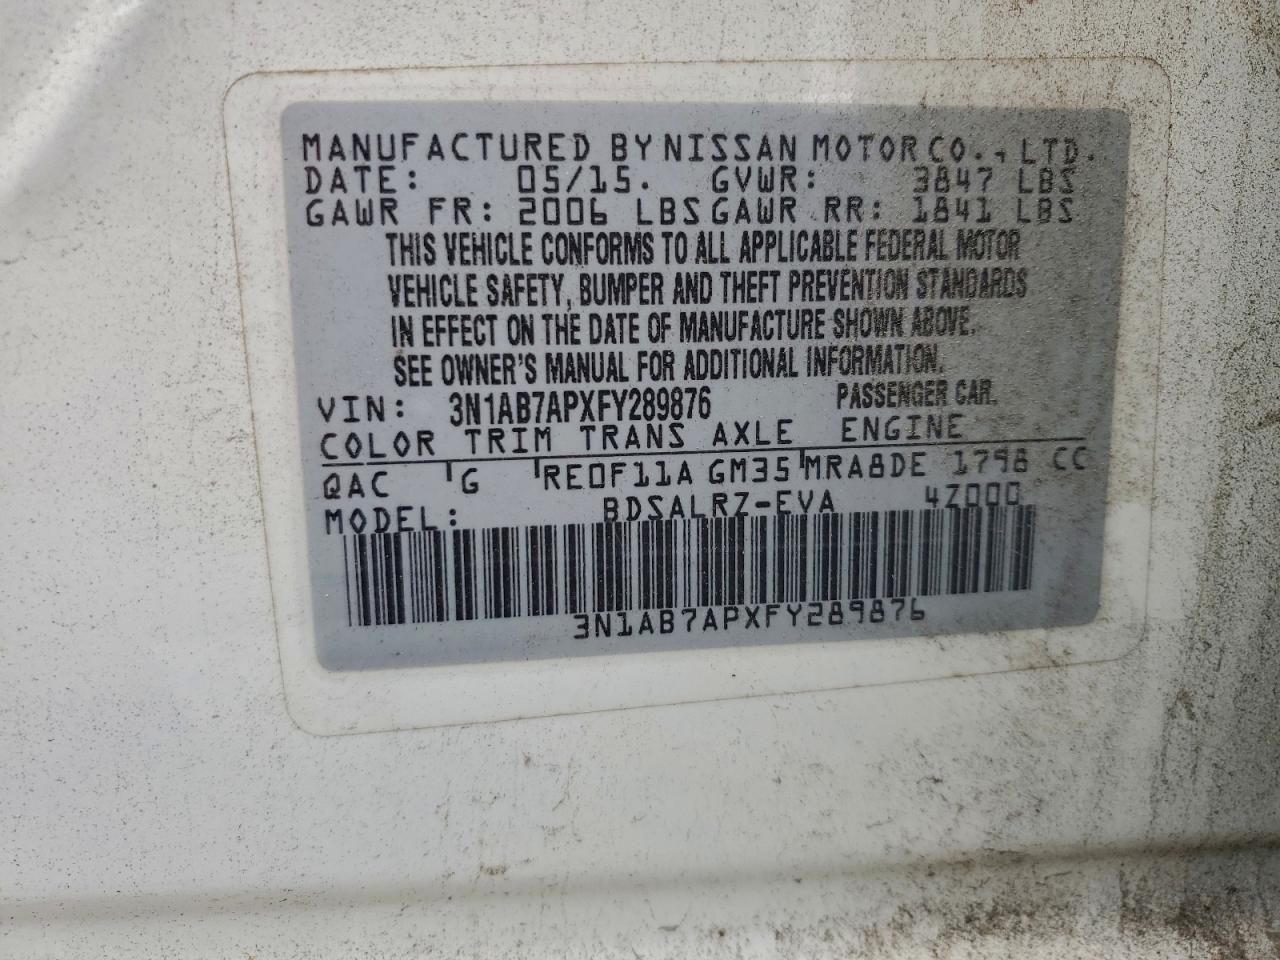 MANUFACTURED BY NISSAN MOTOR CO., LTD.
DATE: 05/15. GVWR: 3847 LBS
GAWR FR: 2006 LBS GAWR RR: 1841 LBS
THIS VEHICLE CONFORMS TO ALL APPLICABLE FEDERAL MOTOR
VEHICLE SAFETY, BUMPER AND THEFT PREVENTION STANDARDS
IN EFFECT ON THE DATE OF MANUFACTURE SHOWN ABOVE.
SEE OWNER'S MANUAL FOR ADDITIONAL INFORMATION.
VIN: 3N1AB7APXFY289876 PASSENGER CAR.
COLOR TRIM TRANS AXLE ENGINE
QAC G RE0F11A GM35 MRA8DE 1798 CC
MODEL: BDSALRZ-EVA 4Z000
3N1AB7APXFY289876